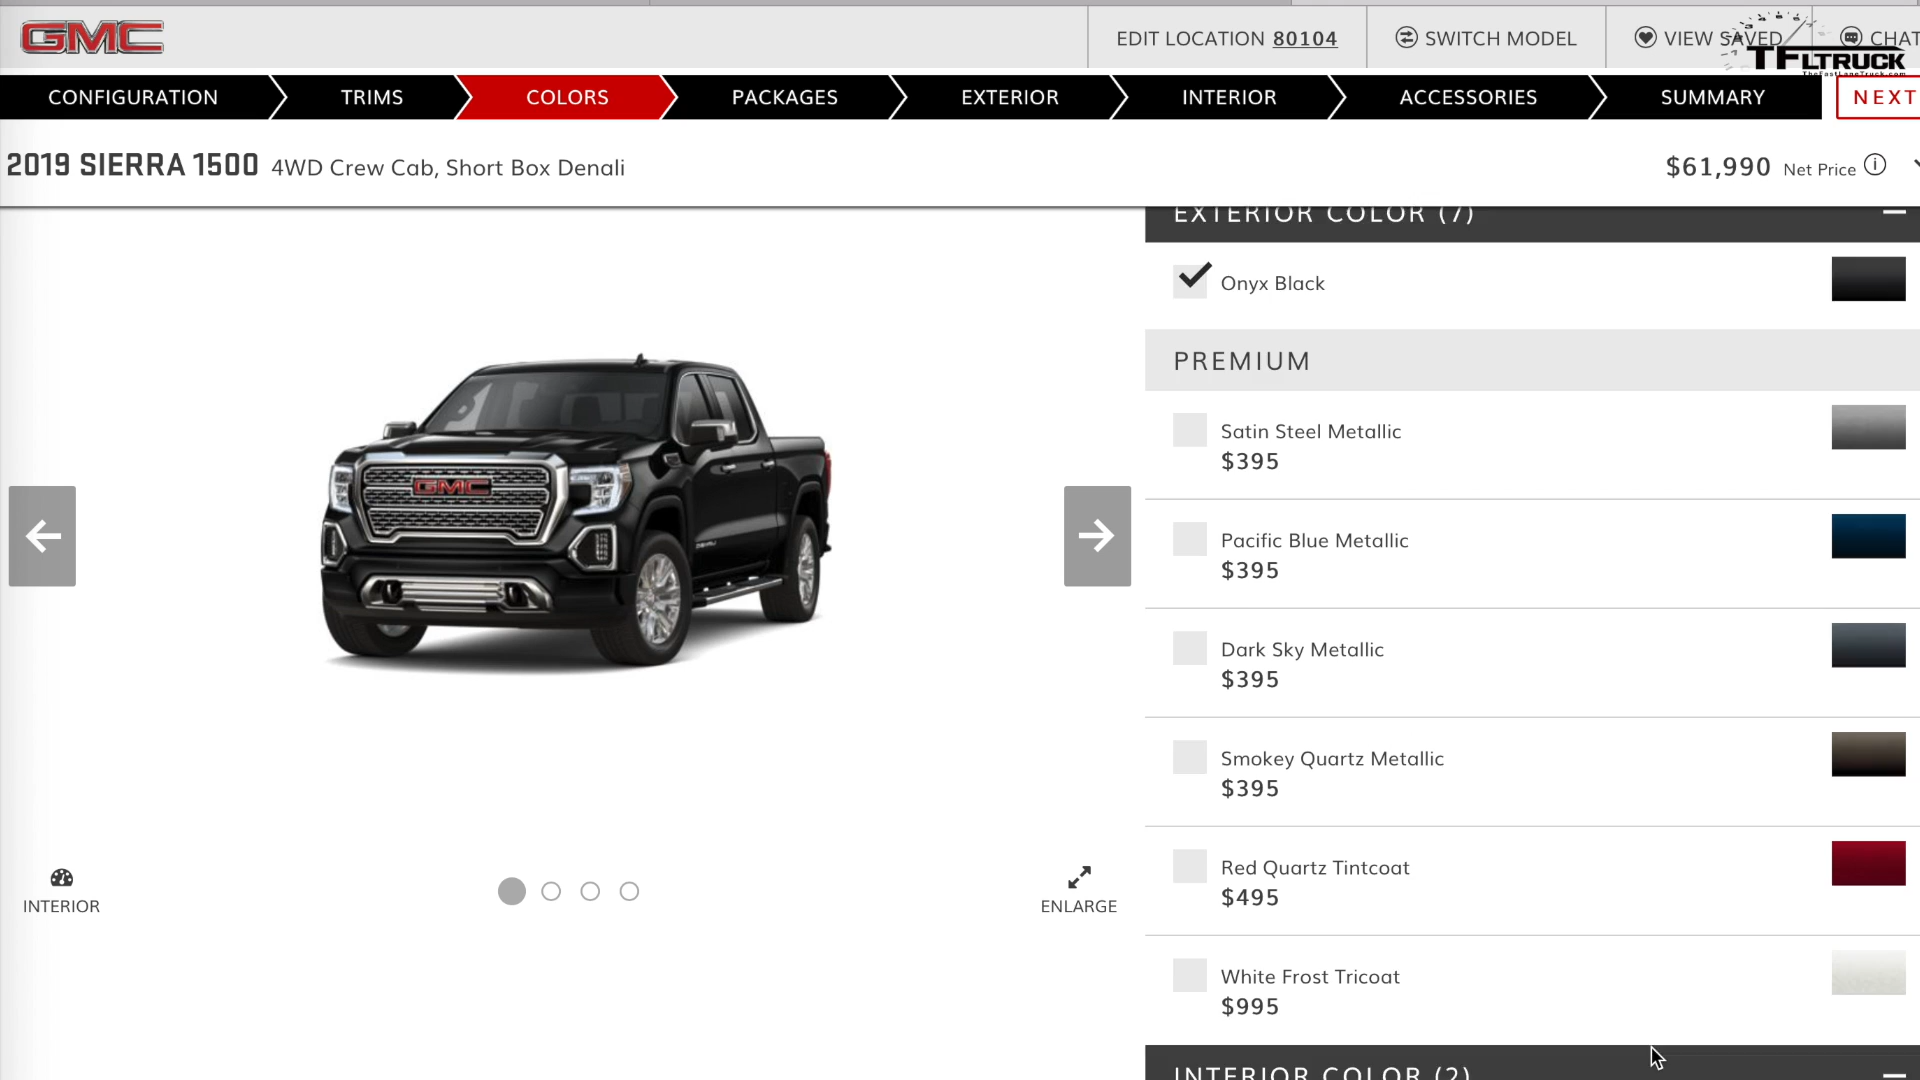 GMC
EDIT LOCATION 80104
SWITCH MODEL
VIEW SAVED
CHAT
TFLTRUCK
TheFastLaneTruck.com
CONFIGURATION
TRIMS
COLORS
PACKAGES
EXTERIOR
INTERIOR
ACCESSORIES
SUMMARY
NEXT
2019 SIERRA 1500 4WD Crew Cab, Short Box Denali
$61,990 Net Price
EXTERIOR COLOR (7)
Onyx Black
PREMIUM
Satin Steel Metallic
$395
Pacific Blue Metallic
$395
Dark Sky Metallic
$395
Smokey Quartz Metallic
$395
Red Quartz Tintcoat
$495
White Frost Tricoat
$995
INTERIOR COLOR (2)
GMC
INTERIOR
ENLARGE